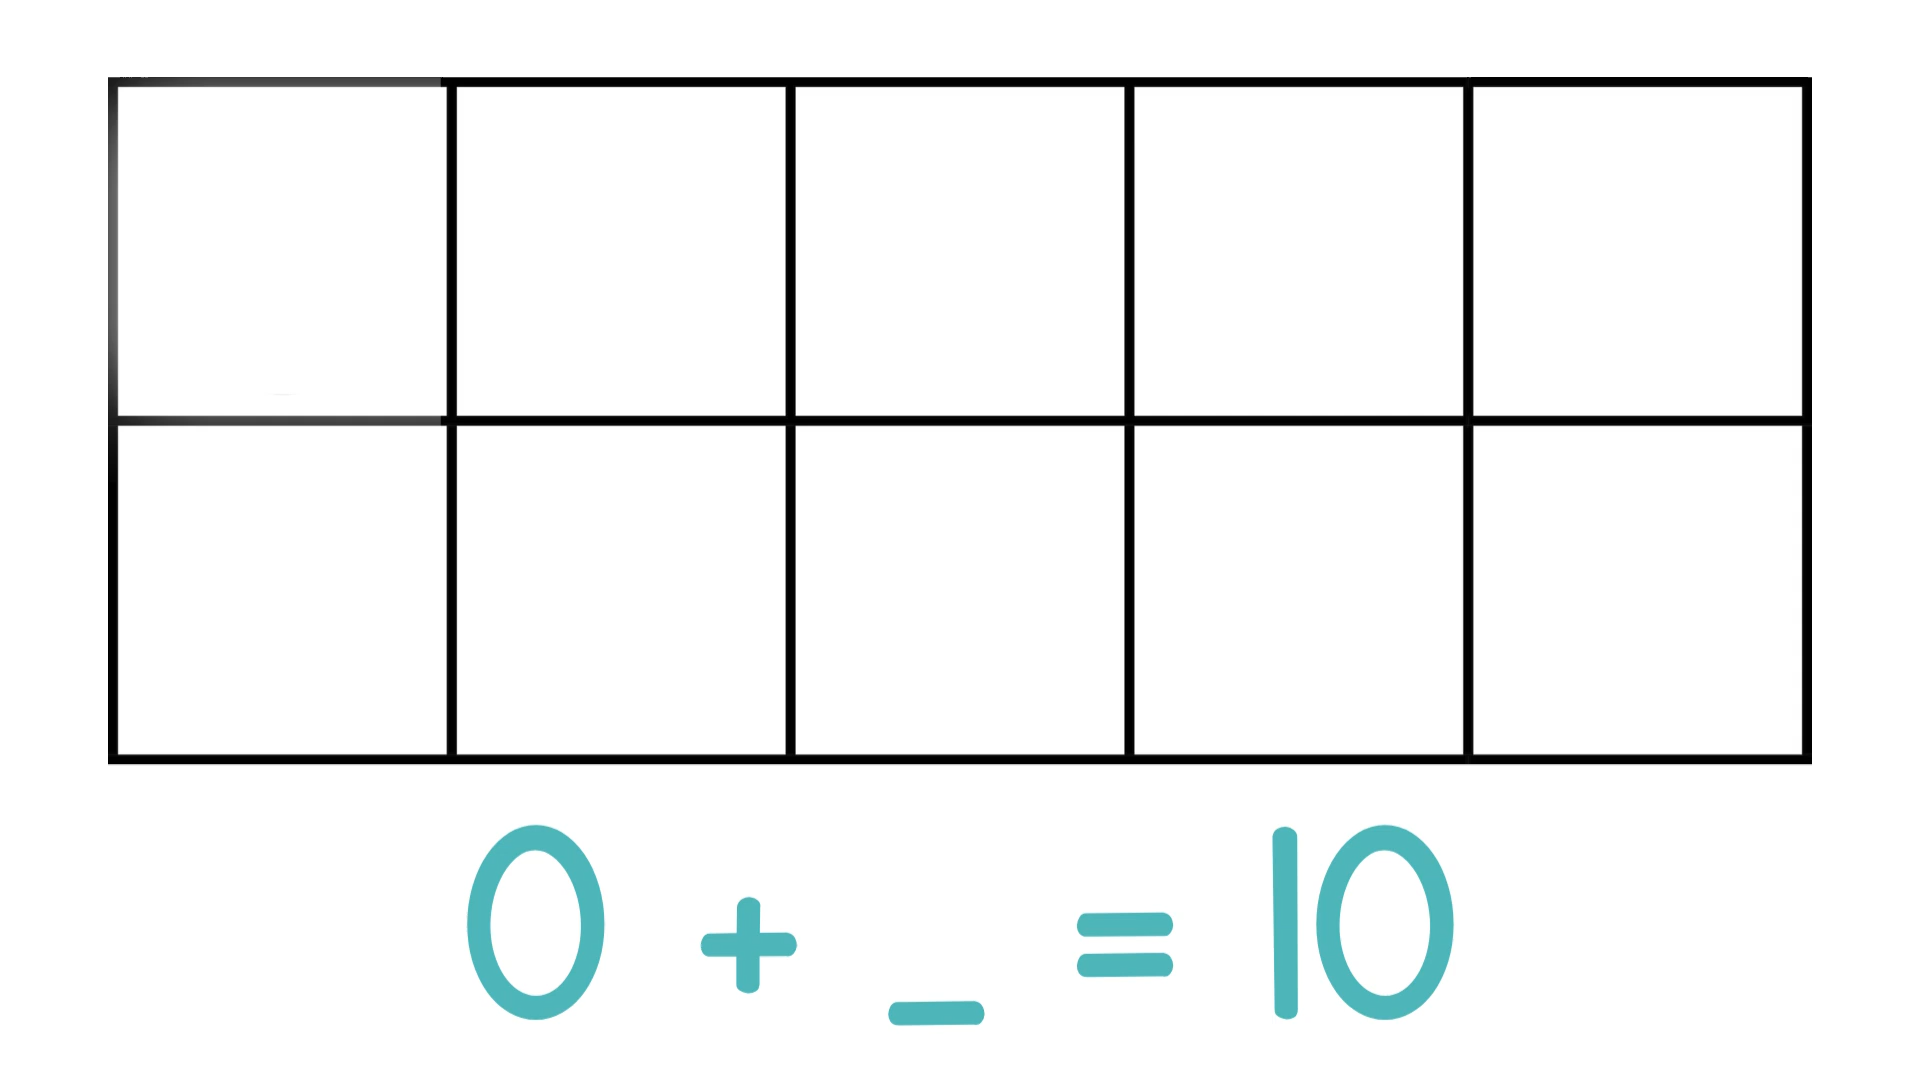 0 + _ = 10